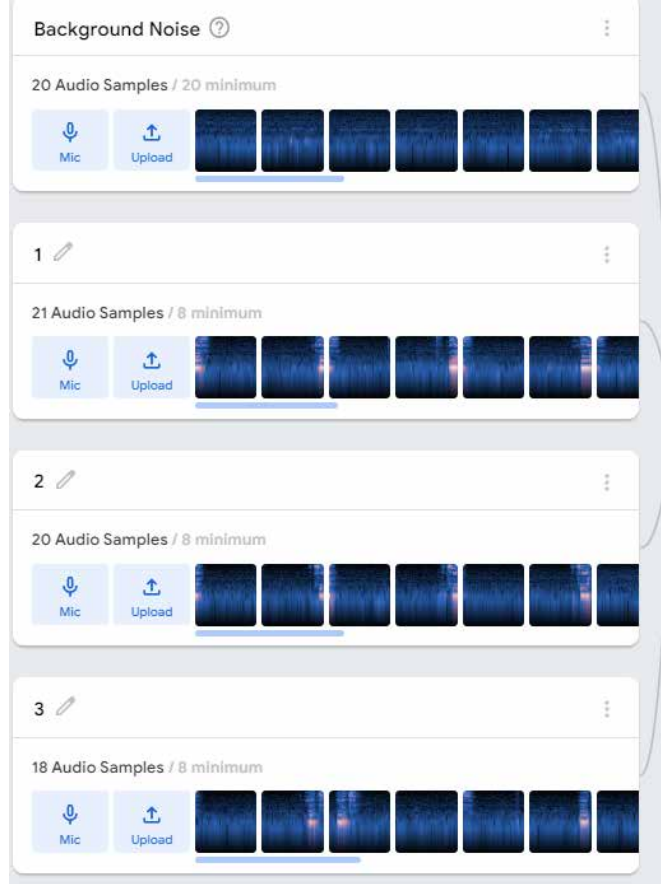 Background Noise
20 Audio Samples / 20 minimum
Mic Upload
1
21 Audio Samples / 8 minimum
Mic Upload
2
20 Audio Samples / 8 minimum
Mic Upload
3
18 Audio Samples / 8 minimum
Mic Upload